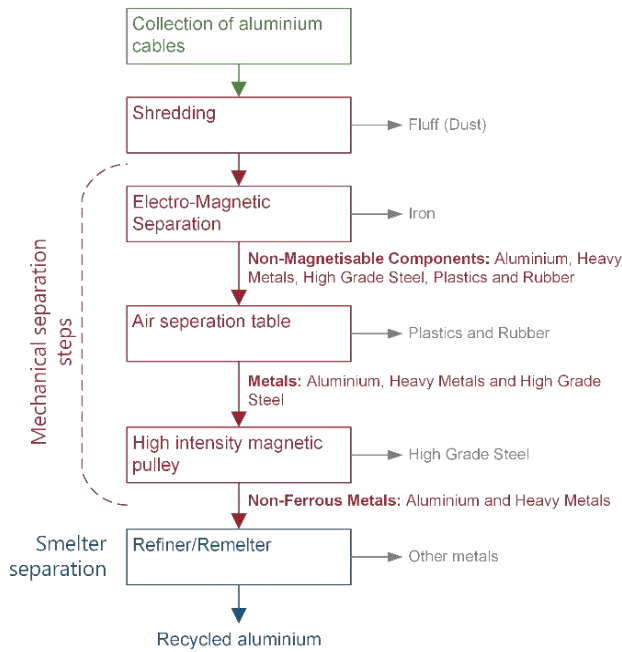 Collection of aluminium
cables
Shredding
Fluff (Dust)
Electro-Magnetic
Separation
Iron
Non-Magnetisable Components: Aluminium, Heavy
Metals, High Grade Steel, Plastics and Rubber
Air seperation table
Plastics and Rubber
Metals: Aluminium, Heavy Metals and High Grade
Steel
Mechanical separation
steps
High intensity magnetic
pulley
High Grade Steel
Non-Ferrous Metals: Aluminium and Heavy Metals
Smelter
separation
Refiner/Remelter
Other metals
Recycled aluminium